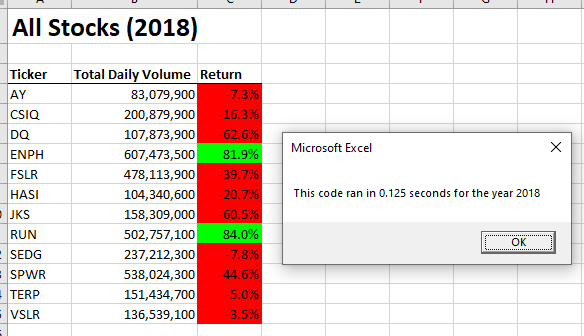 All Stocks (2018)
Ticker Total Daily Volume Return
AY 83,079,900 -7.3%
CSIQ 200,879,900 -16.3%
DQ 107,873,900 -62.6%
ENPH 607,473,500 81.9%
FSLR 478,113,900 -39.7%
HASI 104,340,600 -20.7%
JKS 158,309,000 -60.5%
RUN 502,757,100 84.0%
SEDG 237,212,300 -7.8%
SPWR 538,024,300 -44.6%
TERP 151,434,700 -5.0%
VSLR 136,539,100 -3.5%
Microsoft Excel
This code ran in 0.125 seconds for the year 2018
OK